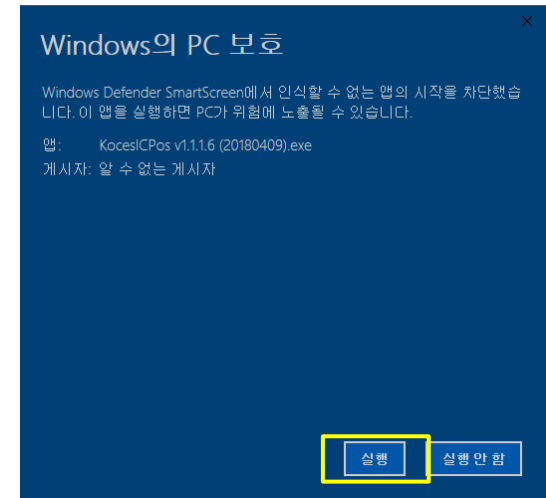 Windows의 PC 보호
Windows Defender SmartScreen에서 인식할 수 없는 앱의 시작을 차단했습
니다. 이 앱을 실행하면 PC가 위험에 노출될 수 있습니다.
앱: KocesICPos v1.1.1.6 (20180409).exe
게시자: 알 수 없는 게시자
실행 실행 안 함